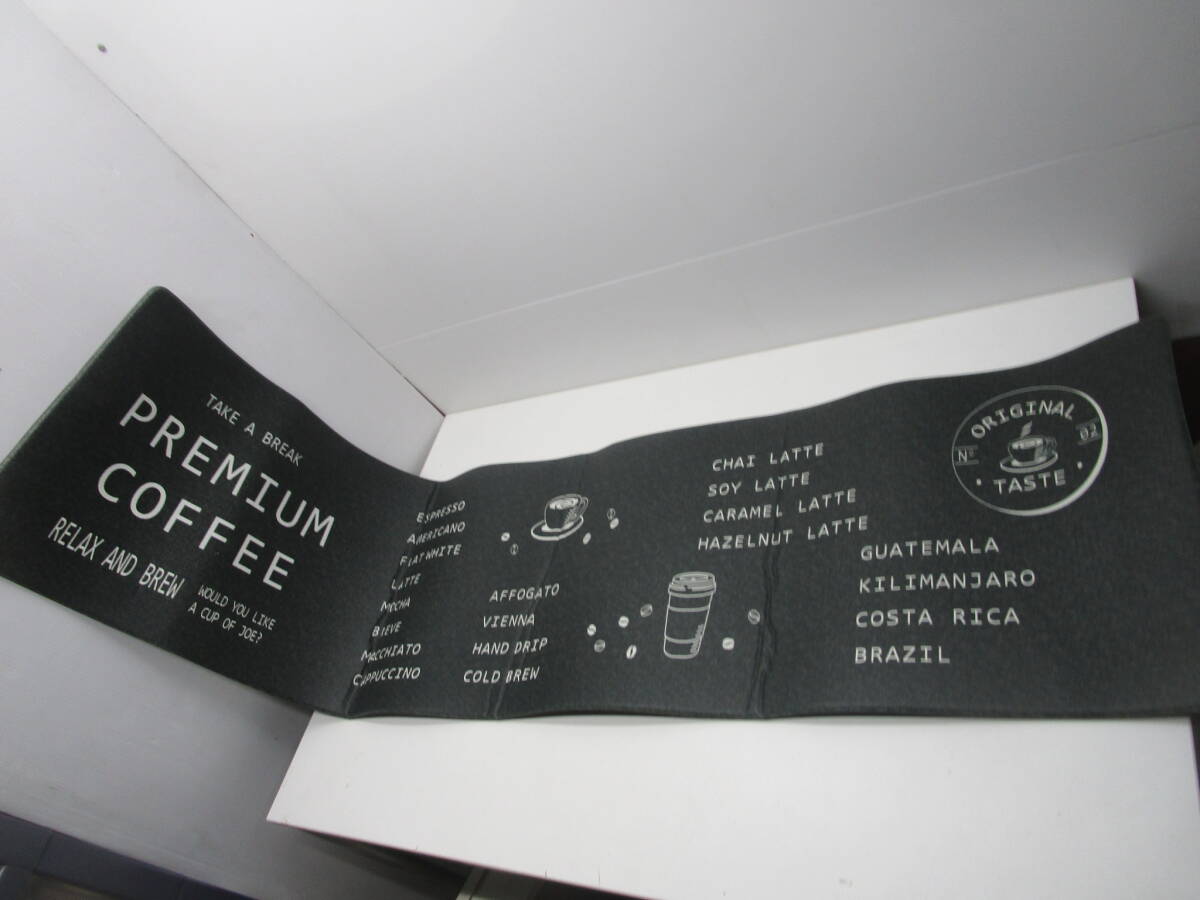 TAKE A BREAK
PREMIUM
COFFEE
RELAX AND BREW
WOULD YOU LIKE
A CUP OF JOE?
ESPRESSO
AMERICANO
FLAT WHITE
LATTE
MOCHA
BREVE
MACCHIATO
CAPPUCCINO
AFFOGATO
VIENNA
HAND DRIP
COLD BREW
CHAI LATTE
SOY LATTE
CARAMEL LATTE
HAZELNUT LATTE
ORIGINAL
Nº 02
TASTE
GUATEMALA
KILIMANJARO
COSTA RICA
BRAZIL